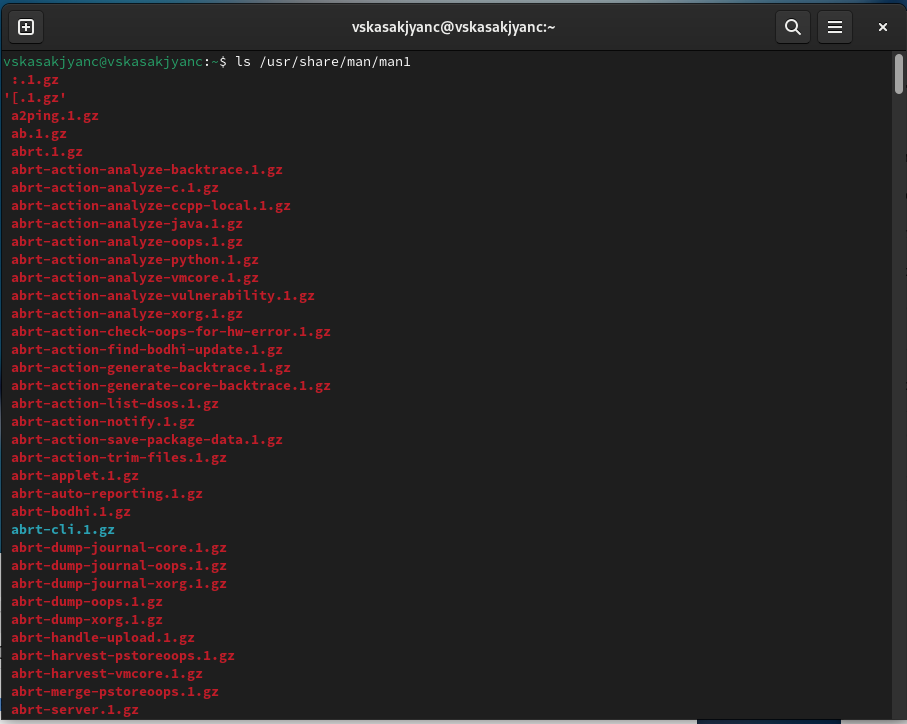 vskasakjyanc@vskasakjyanc:~
vskasakjyanc@vskasakjyanc:~$ ls /usr/share/man/man1
:.1.gz
'[.1.gz'
a2ping.1.gz
ab.1.gz
abrt.1.gz
abrt-action-analyze-backtrace.1.gz
abrt-action-analyze-c.1.gz
abrt-action-analyze-ccpp-local.1.gz
abrt-action-analyze-java.1.gz
abrt-action-analyze-oops.1.gz
abrt-action-analyze-python.1.gz
abrt-action-analyze-vmcore.1.gz
abrt-action-analyze-vulnerability.1.gz
abrt-action-analyze-xorg.1.gz
abrt-action-check-oops-for-hw-error.1.gz
abrt-action-find-bodhi-update.1.gz
abrt-action-generate-backtrace.1.gz
abrt-action-generate-core-backtrace.1.gz
abrt-action-list-dsos.1.gz
abrt-action-notify.1.gz
abrt-action-save-package-data.1.gz
abrt-action-trim-files.1.gz
abrt-applet.1.gz
abrt-auto-reporting.1.gz
abrt-bodhi.1.gz
abrt-cli.1.gz
abrt-dump-journal-core.1.gz
abrt-dump-journal-oops.1.gz
abrt-dump-journal-xorg.1.gz
abrt-dump-oops.1.gz
abrt-dump-xorg.1.gz
abrt-handle-upload.1.gz
abrt-harvest-pstoreoops.1.gz
abrt-harvest-vmcore.1.gz
abrt-merge-pstoreoops.1.gz
abrt-server.1.gz